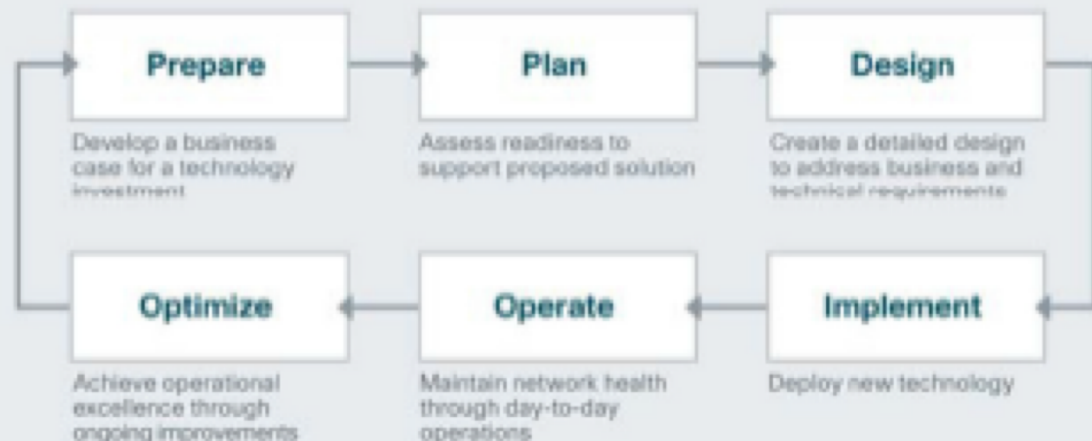 Prepare
Develop a business
case for a technology
investment
Plan
Assess readiness to
support proposed solution
Design
Create a detailed design
to address business and
technical requirements
Optimize
Achieve operational
excellence through
ongoing improvements
Operate
Maintain network health
through day-to-day
operations
Implement
Deploy new technology